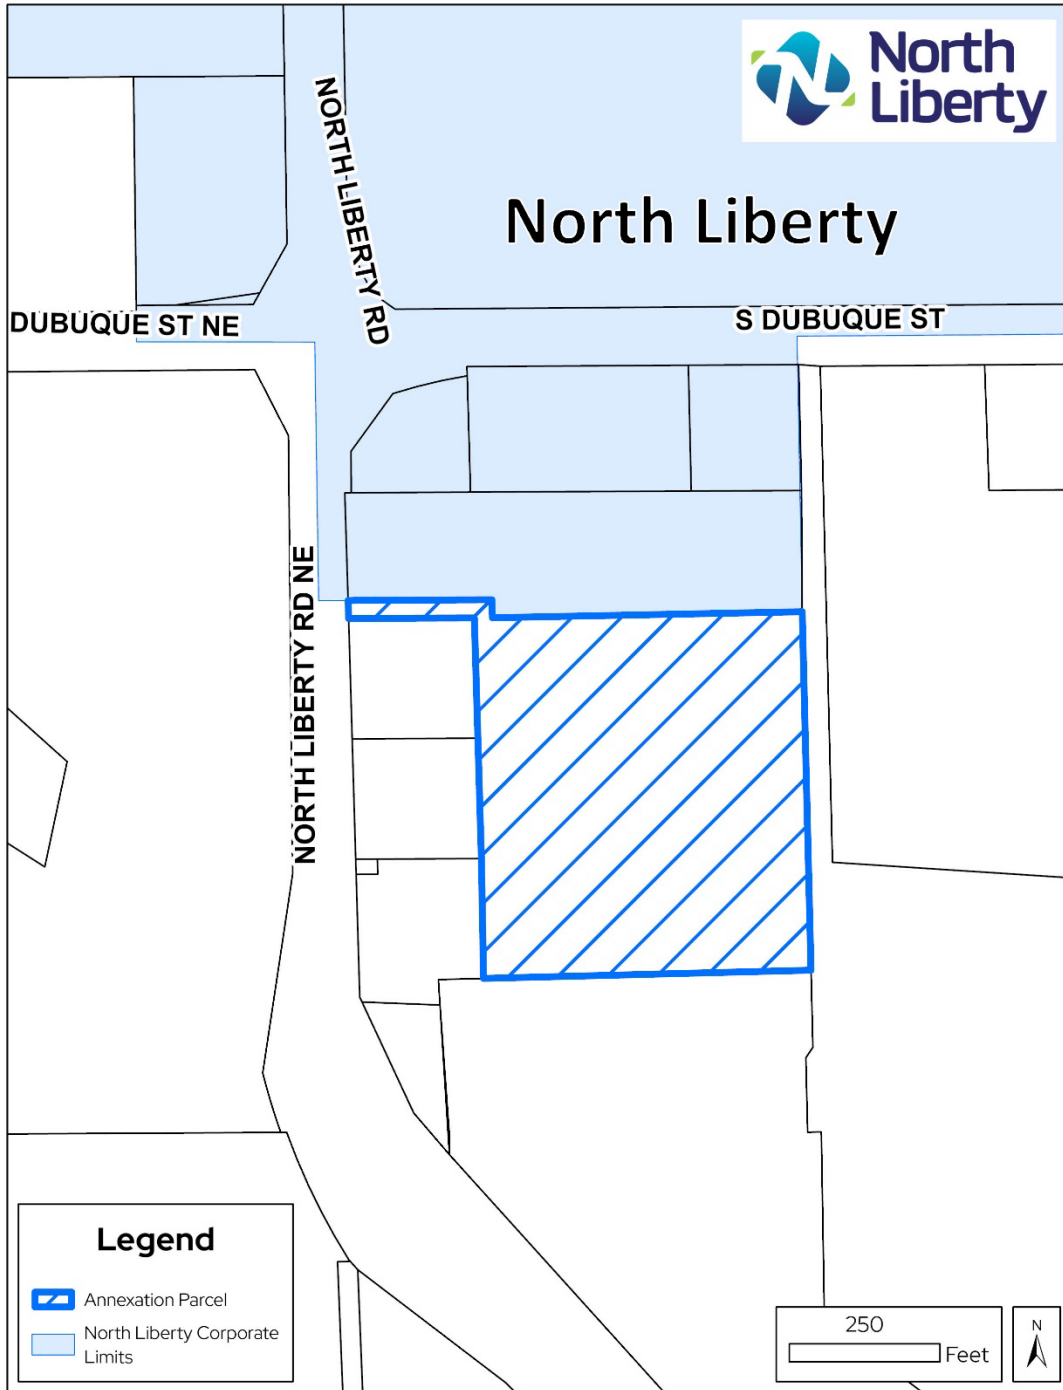 North
Liberty
NORTH LIBERTY RD
North Liberty
DUBUQUE ST NE
S DUBUQUE ST
NORTH LIBERTY RD NE
Legend
Annexation Parcel
North Liberty Corporate
Limits
250
Feet
N